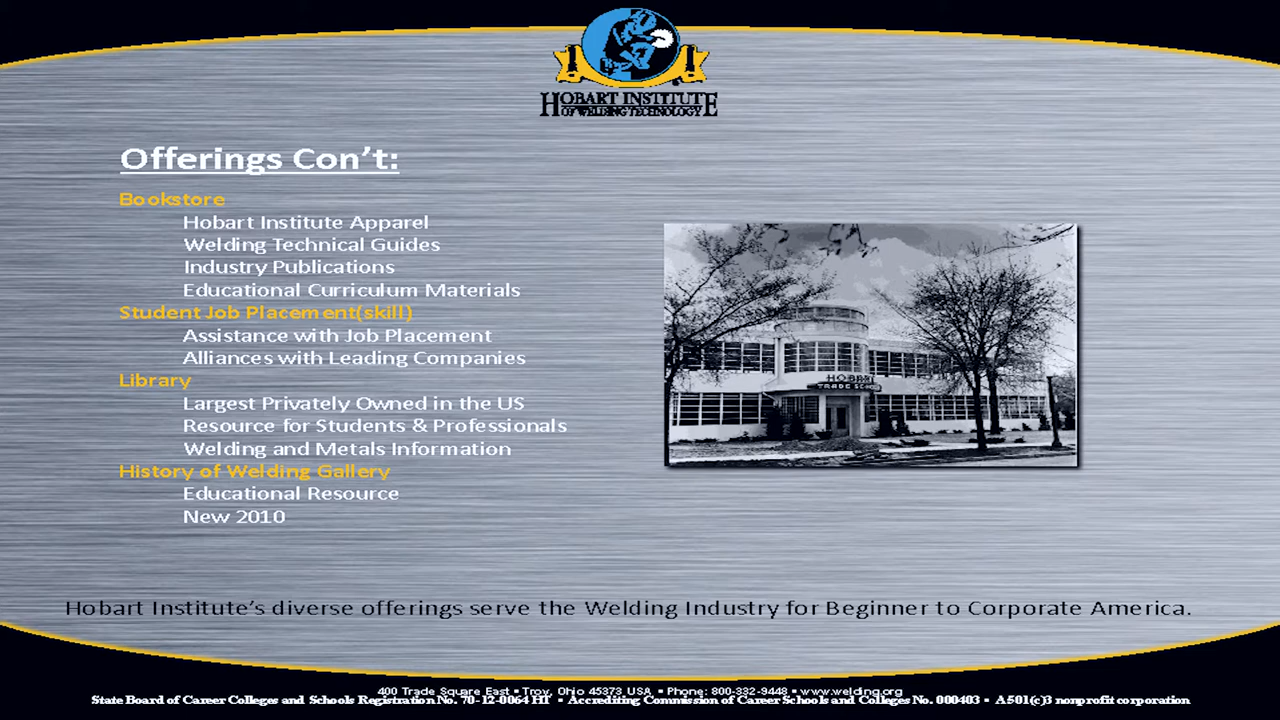 HOBART INSTITUTE
OF WELDING TECHNOLOGY
Offerings Con't:
Bookstore
Hobart Institute Apparel
Welding Technical Guides
Industry Publications
Educational Curriculum Materials
Student Job Placement(skill)
Assistance with Job Placement
Alliances with Leading Companies
Library
Largest Privately Owned in the US
Resource for Students & Professionals
Welding and Metals Information
History of Welding Gallery
Educational Resource
New 2010
HOBART
TRADE SCHOOL
Hobart Institute’s diverse offerings serve the Welding Industry for Beginner to Corporate America.
400 Trade Square East ▪ Troy, Ohio 45373 USA ▪ Phone: 800-332-9448 ▪ www.welding.org
State Board of Career Colleges and Schools Registration No. 70-12-0064 HT ▪ Accrediting Commission of Career Schools and Colleges No. 000403 ▪ A 501(c)3 nonprofit corporation